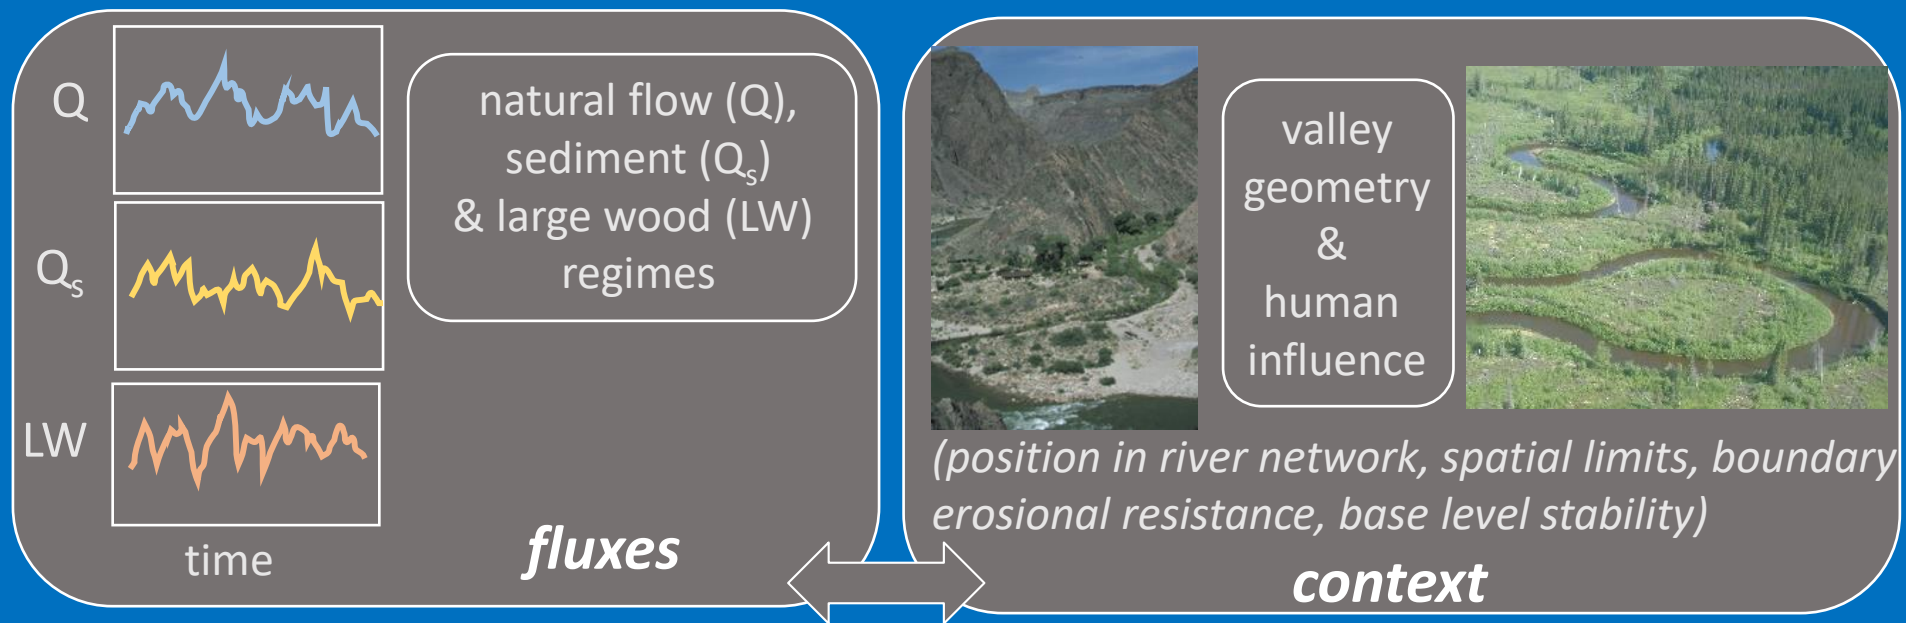 Q
Qs
LW
time
natural flow (Q),
sediment (Qs)
& large wood (LW)
regimes
fluxes
valley
geometry
&
human
influence
(position in river network, spatial limits, boundary
erosional resistance, base level stability)
context